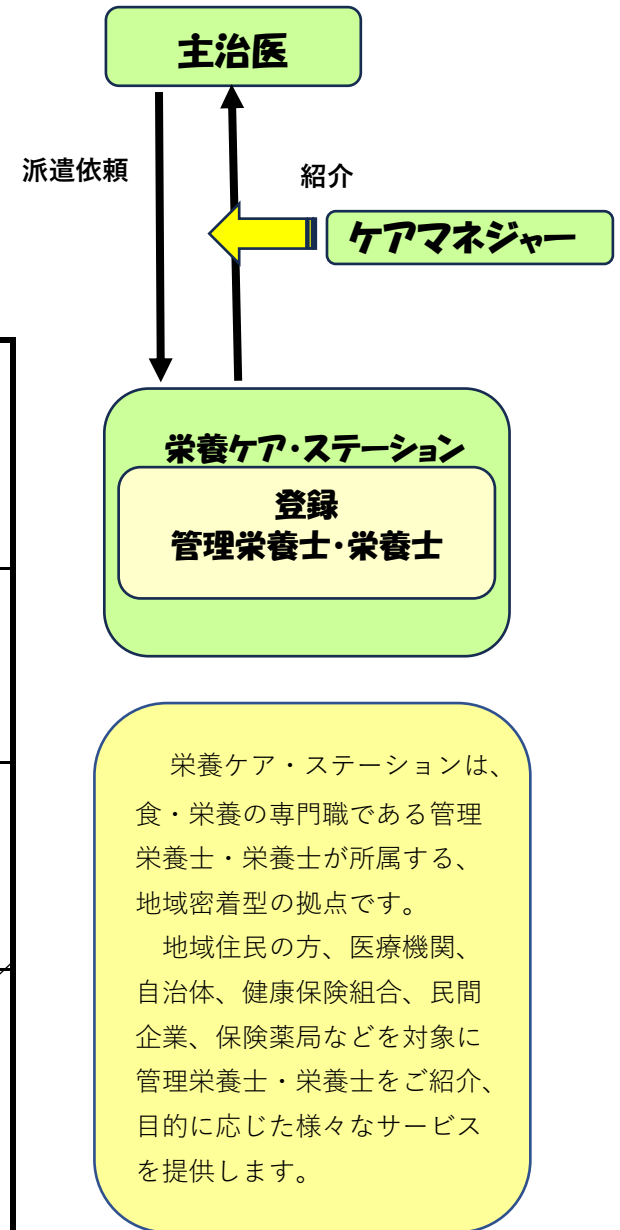 主治医
派遣依頼
紹介
ケアマネジャー
栄養ケア・ステーション
登録
管理栄養士・栄養士
栄養ケア・ステーションは、
食・栄養の専門職である管理
栄養士・栄養士が所属する、
地域密着型の拠点です。
地域住民の方、医療機関、
自治体、健康保険組合、民間
企業、保険薬局などを対象に
管理栄養士・栄養士をご紹介、
目的に応じた様々なサービス
を提供します。